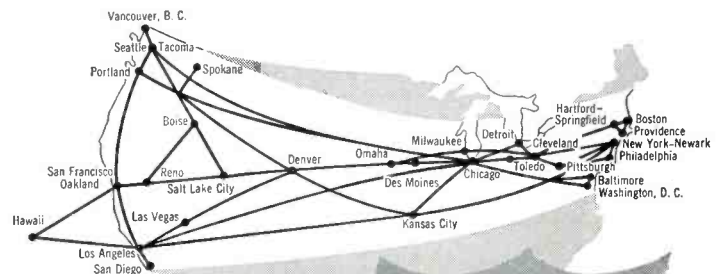 Vancouver, B. C.
Seattle
Tacoma
Portland
Spokane
Hartford-
Springfield
Boston
Providence
Boise
Milwaukee
Detroit
Cleveland
New York-Newark
Philadelphia
San Francisco
Oakland
Reno
Salt Lake City
Denver
Omaha
Des Moines
Chicago
Toledo
Pittsburgh
Baltimore
Washington, D. C.
Hawaii
Las Vegas
Kansas City
Los Angeles
San Diego